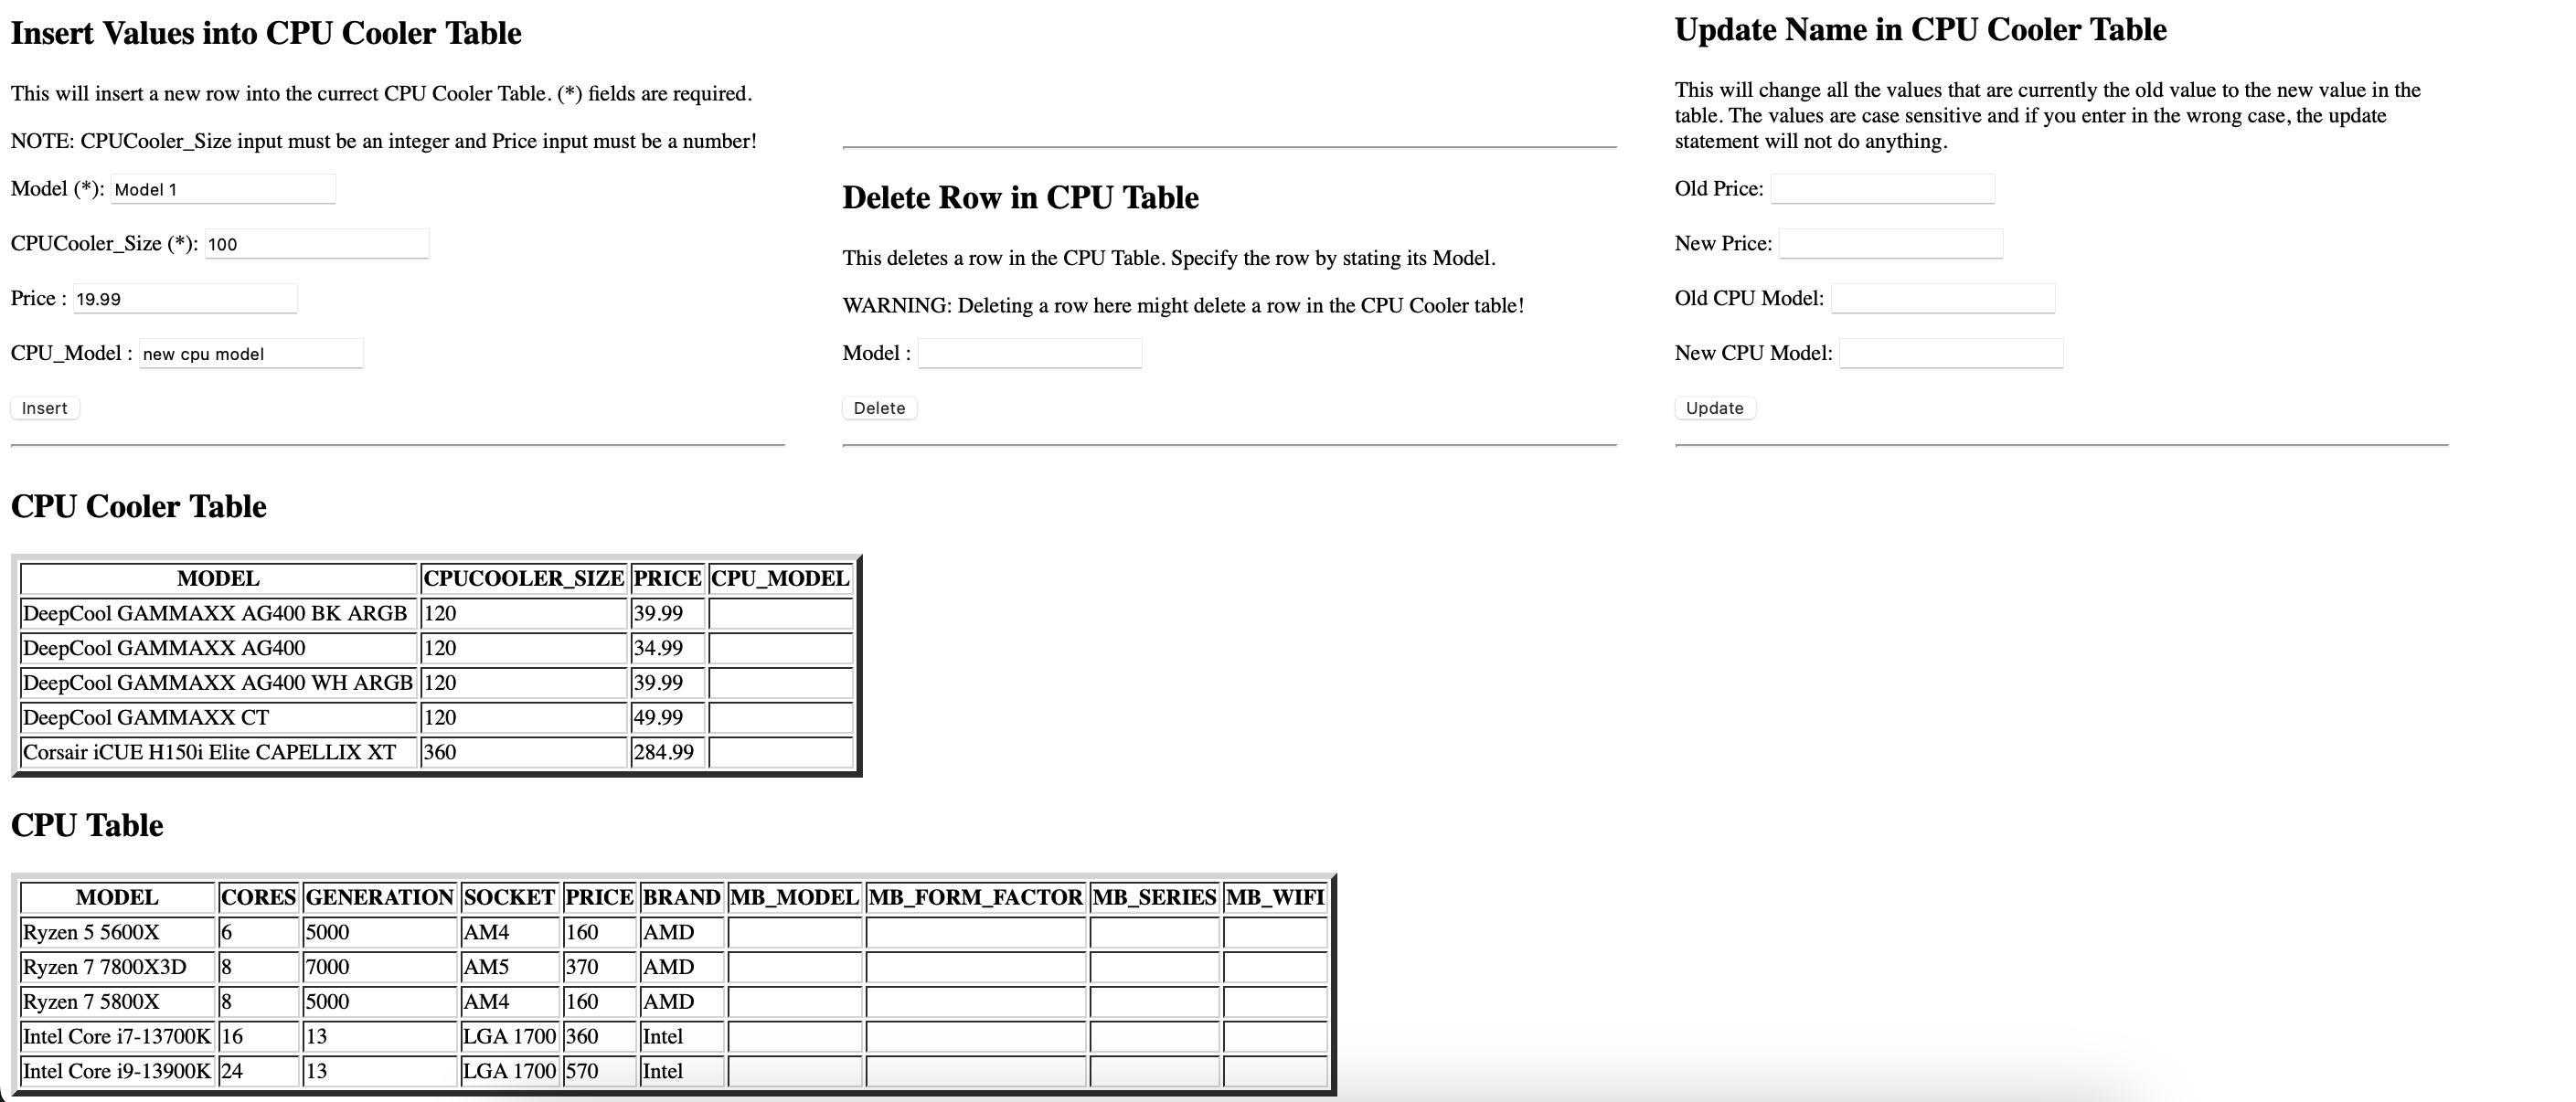 Insert Values into CPU Cooler Table
This will insert a new row into the currect CPU Cooler Table. (*) fields are required.
NOTE: CPUCooler_Size input must be an integer and Price input must be a number!
Model (*): Model 1
CPUCooler_Size (*): 100
Price : 19.99
CPU_Model : new cpu model
Insert
Delete Row in CPU Table
This deletes a row in the CPU Table. Specify the row by stating its Model.
WARNING: Deleting a row here might delete a row in the CPU Cooler table!
Model :
Delete
Update Name in CPU Cooler Table
This will change all the values that are currently the old value to the new value in the
table. The values are case sensitive and if you enter in the wrong case, the update
statement will not do anything.
Old Price:
New Price:
Old CPU Model:
New CPU Model:
Update
CPU Cooler Table
MODEL CPUCOOLER_SIZE PRICE CPU_MODEL
DeepCool GAMMAXX AG400 BK ARGB 120 39.99
DeepCool GAMMAXX AG400 120 34.99
DeepCool GAMMAXX AG400 WH ARGB 120 39.99
DeepCool GAMMAXX CT 120 49.99
Corsair iCUE H150i Elite CAPELLIX XT 360 284.99
CPU Table
MODEL CORES GENERATION SOCKET PRICE BRAND MB_MODEL MB_FORM_FACTOR MB_SERIES MB_WIFI
Ryzen 5 5600X 6 5000 AM4 160 AMD
Ryzen 7 7800X3D 8 7000 AM5 370 AMD
Ryzen 7 5800X 8 5000 AM4 160 AMD
Intel Core i7-13700K 16 13 LGA 1700 360 Intel
Intel Core i9-13900K 24 13 LGA 1700 570 Intel